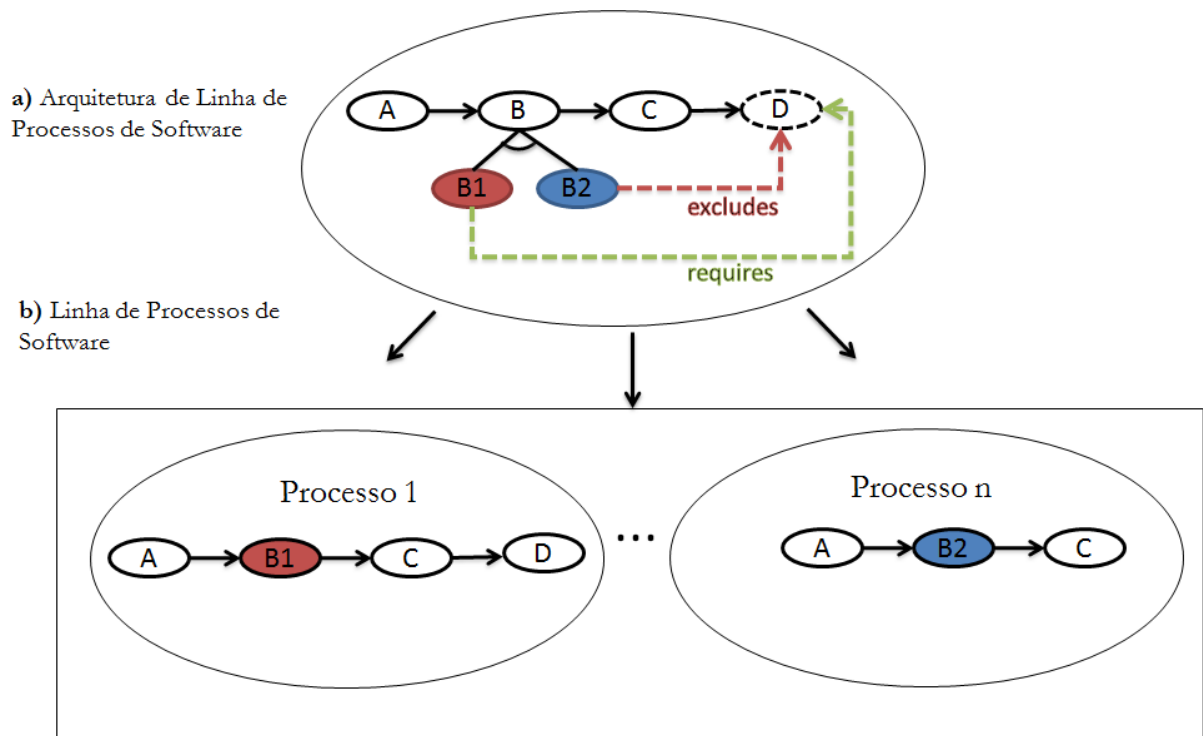 a) Arquitetura de Linha de
Processos de Software
A
B
C
D
B1
B2
excludes
requires
b) Linha de Processos de
Software
Processo 1
A
B1
C
D
...
Processo n
A
B2
C